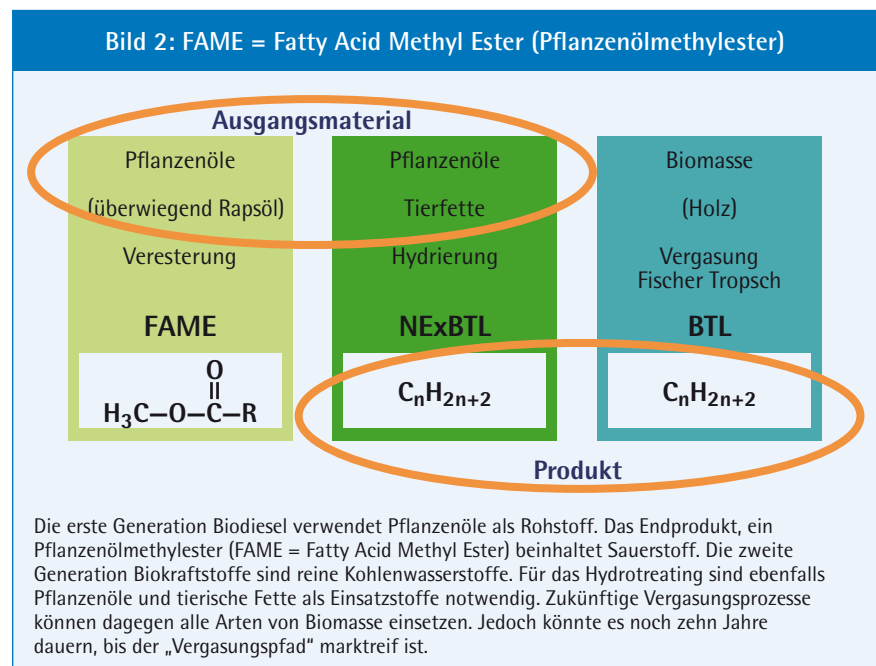 Bild 2: FAME = Fatty Acid Methyl Ester (Pflanzenölmethylester)
Ausgangsmaterial
Pflanzenöle
(überwiegend Rapsöl)
Veresterung
FAME
O
H₃C–O–C–R
Pflanzenöle
Tierfette
Hydrierung
NExBTL
CₙH₂ₙ₊₂
Biomasse
(Holz)
Vergasung
Fischer Tropsch
BTL
CₙH₂ₙ₊₂
Produkt
Die erste Generation Biodiesel verwendet Pflanzenöle als Rohstoff. Das Endprodukt, ein
Pflanzenölmethylester (FAME = Fatty Acid Methyl Ester) beinhaltet Sauerstoff. Die zweite
Generation Biokraftstoffe sind reine Kohlenwasserstoffe. Für das Hydrotreating sind ebenfalls
Pflanzenöle und tierische Fette als Einsatzstoffe notwendig. Zukünftige Vergasungsprozesse
können dagegen alle Arten von Biomasse einsetzen. Jedoch könnte es noch zehn Jahre
dauern, bis der „Vergasungspfad“ marktreif ist.